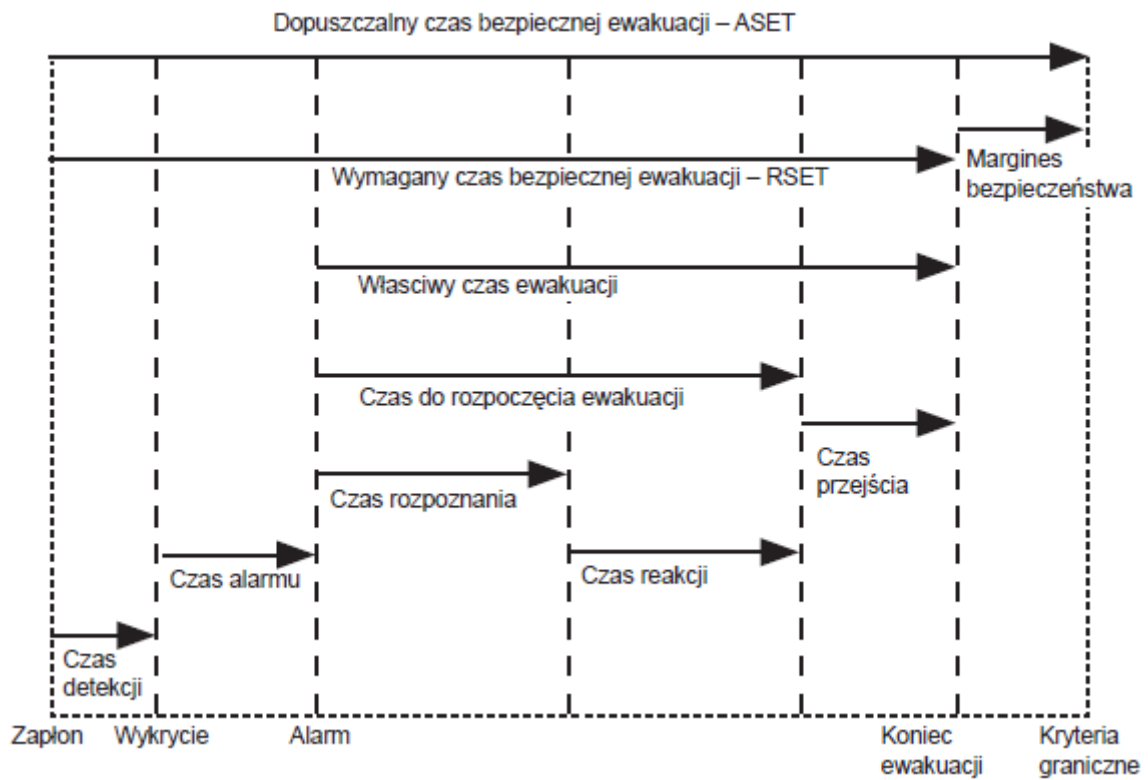 Dopuszczalny czas bezpiecznej ewakuacji – ASET
Margines
bezpieczeństwa
Wymagany czas bezpiecznej ewakuacji – RSET
Własciwy czas ewakuacji
Czas do rozpoczęcia ewakuacji
Czas
przejścia
Czas rozpoznania
Czas alarmu
Czas reakcji
Czas
detekcji
Zapłon
Wykrycie
Alarm
Koniec
ewakuacji
Kryteria
graniczne